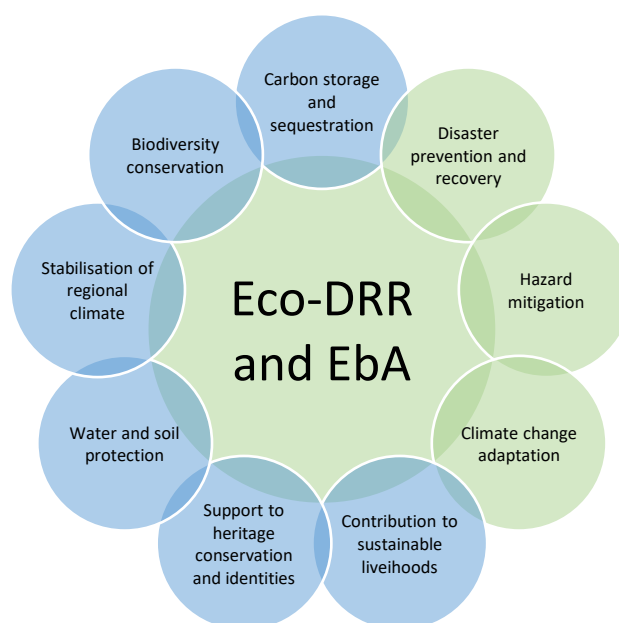 Carbon storage
and
sequestration
Disaster
prevention and
recovery
Hazard
mitigation
Climate change
adaptation
Contribution to
sustainable
liveihoods
Support to
heritage
conservation
and identities
Water and soil
protection
Stabilisation of
regional
climate
Biodiversity
conservation
Eco-DRR
and EbA